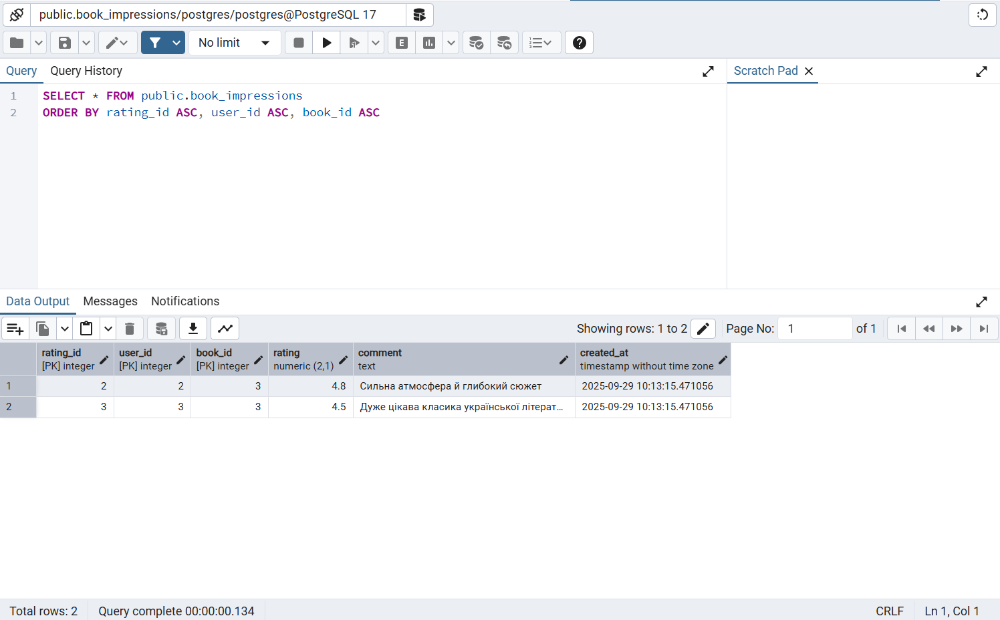 public.book_impressions/postgres/postgres@PostgreSQL 17
No limit
E
Query
Query History
Scratch Pad
1 SELECT * FROM public.book_impressions
2 ORDER BY rating_id ASC, user_id ASC, book_id ASC
Data Output
Messages
Notifications
Showing rows: 1 to 2
Page No: 1 of 1
rating_id user_id book_id rating comment created_at
[PK] integer [PK] integer [PK] integer numeric (2,1) text timestamp without time zone
1 2 2 3 4.8 Сильна атмосфера й глибокий сюжет 2025-09-29 10:13:15.471056
2 3 3 3 4.5 Дуже цікава класика української літерат... 2025-09-29 10:13:15.471056
Total rows: 2
Query complete 00:00:00.134
CRLF
Ln 1, Col 1